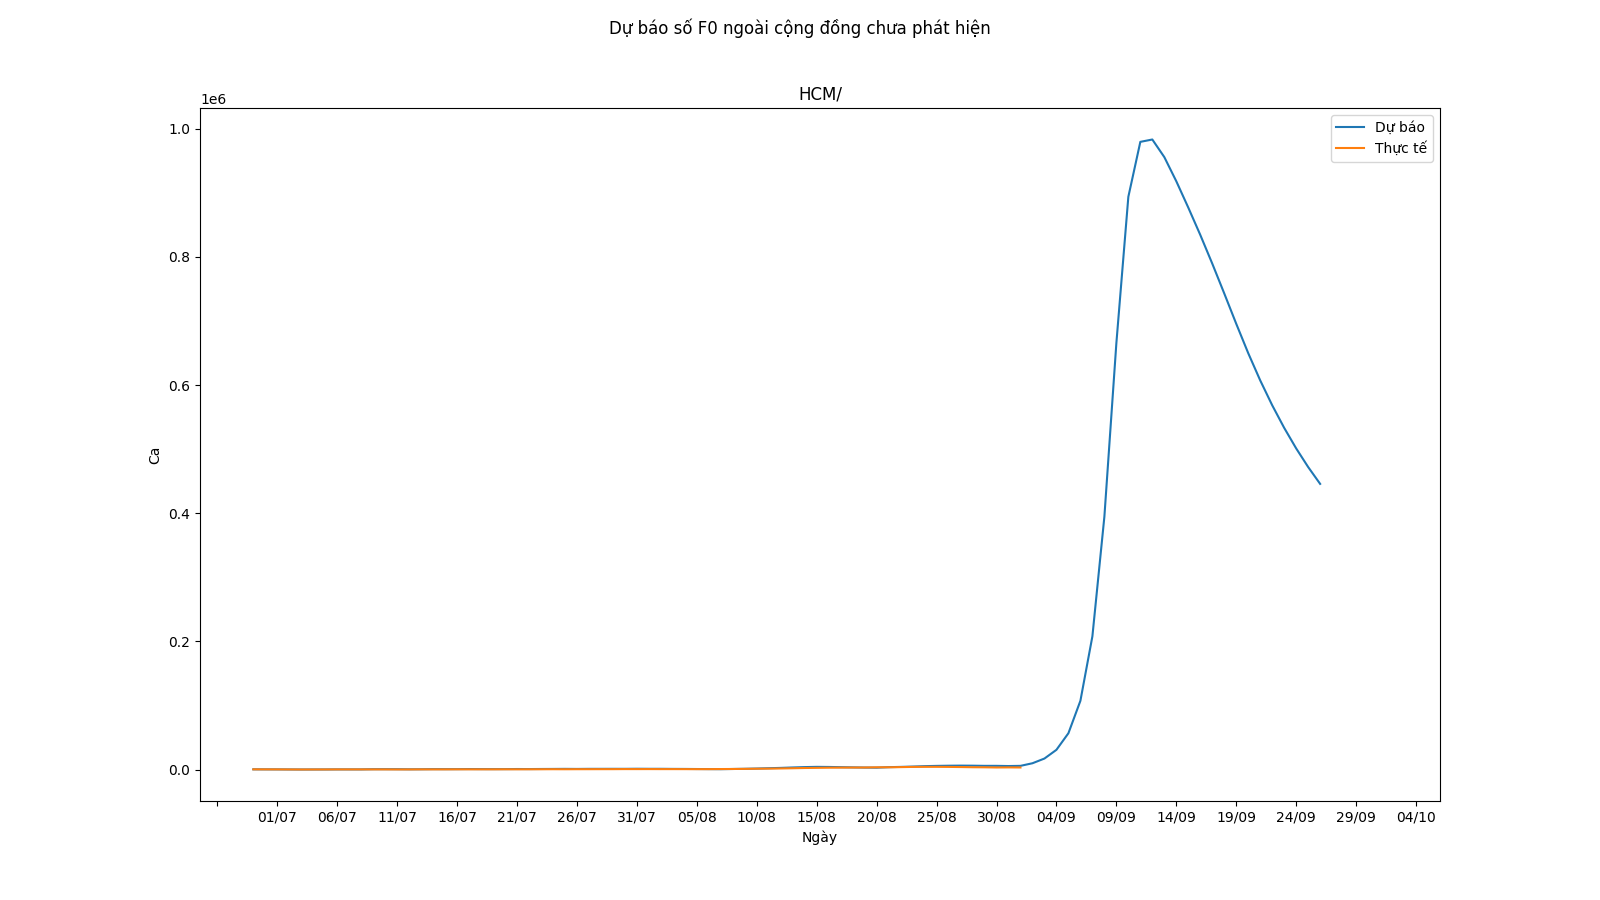 Dự báo số F0 ngoài cộng đồng chưa phát hiện
HCM/
1e6
1.0
0.8
0.6
0.4
0.2
0.0
Ca
Dự báo
Thực tế
01/07 06/07 11/07 16/07 21/07 26/07 31/07 05/08 10/08 15/08 20/08 25/08 30/08 04/09 09/09 14/09 19/09 24/09 29/09 04/10
Ngày